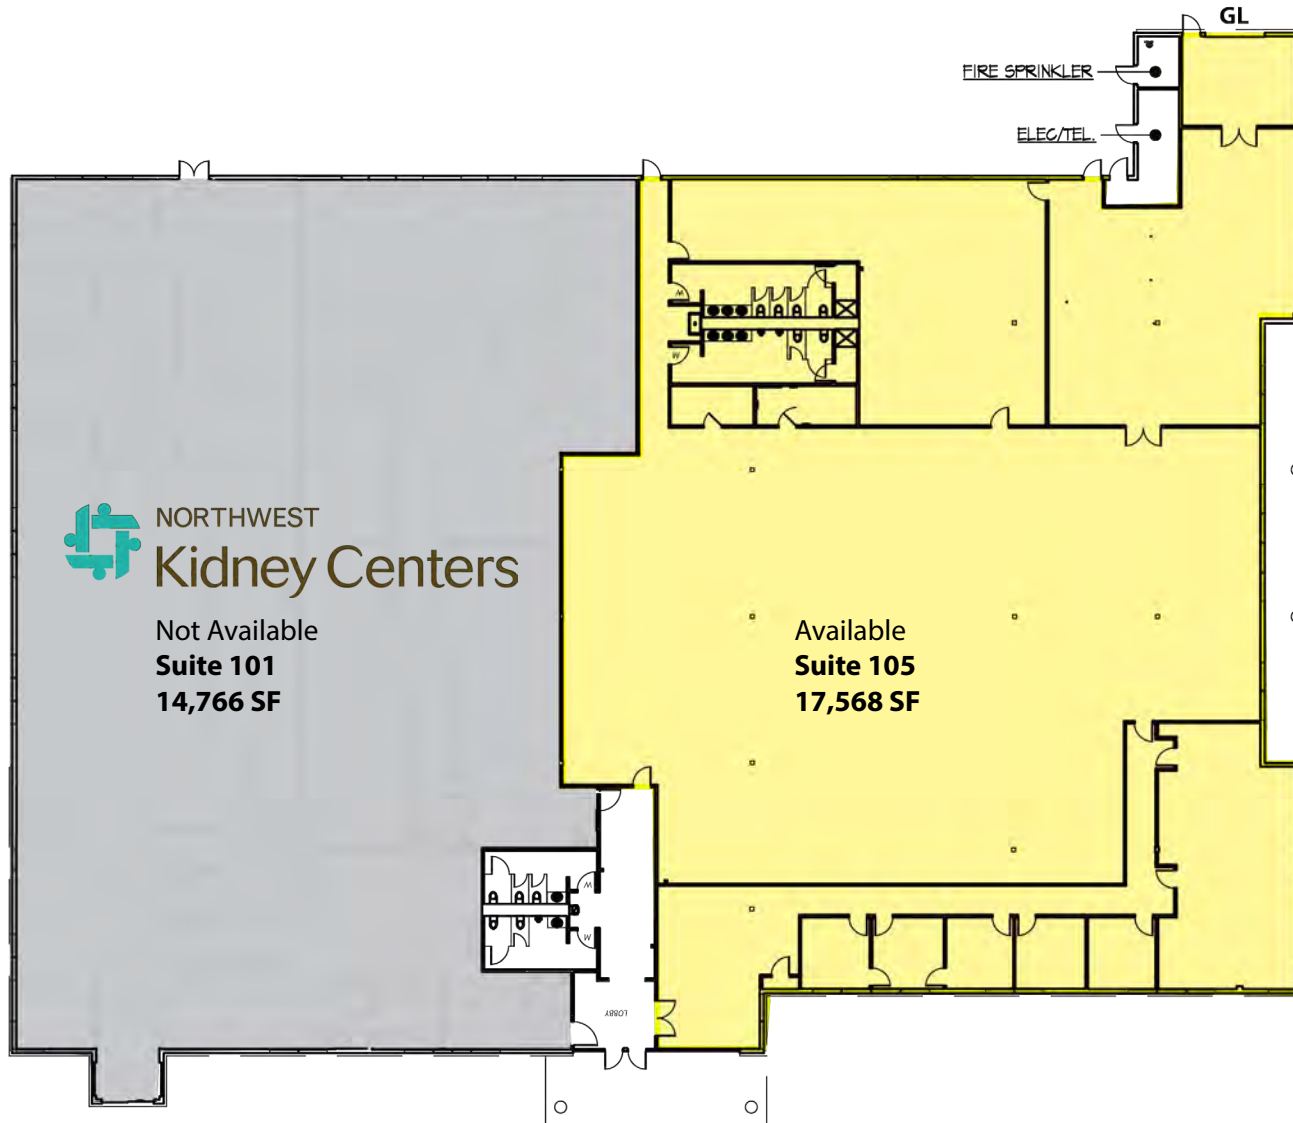 GL
FIRE SPRINKLER
ELEC/TEL.
W
M
NORTHWEST
Kidney Centers
Not Available
Suite 101
14,766 SF
Available
Suite 105
17,568 SF
W
M
LOBBY